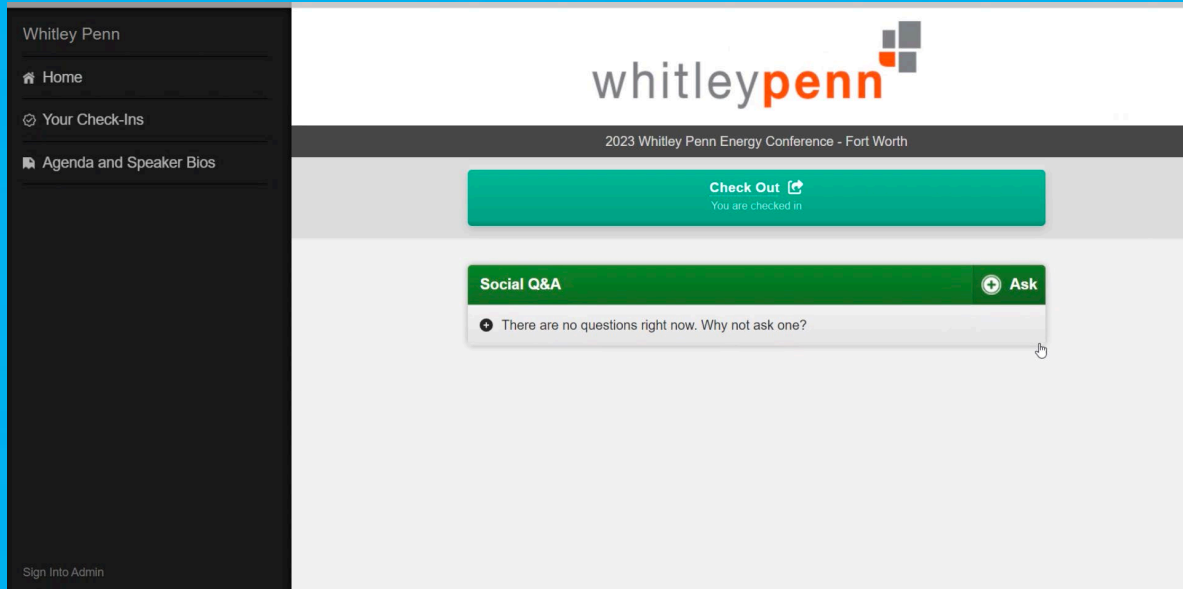 Whitley Penn
Home
Your Check-Ins
Agenda and Speaker Bios
Sign Into Admin
whitleypenn
2023 Whitley Penn Energy Conference - Fort Worth
Check Out
You are checked in
Social Q&A
Ask
There are no questions right now. Why not ask one?